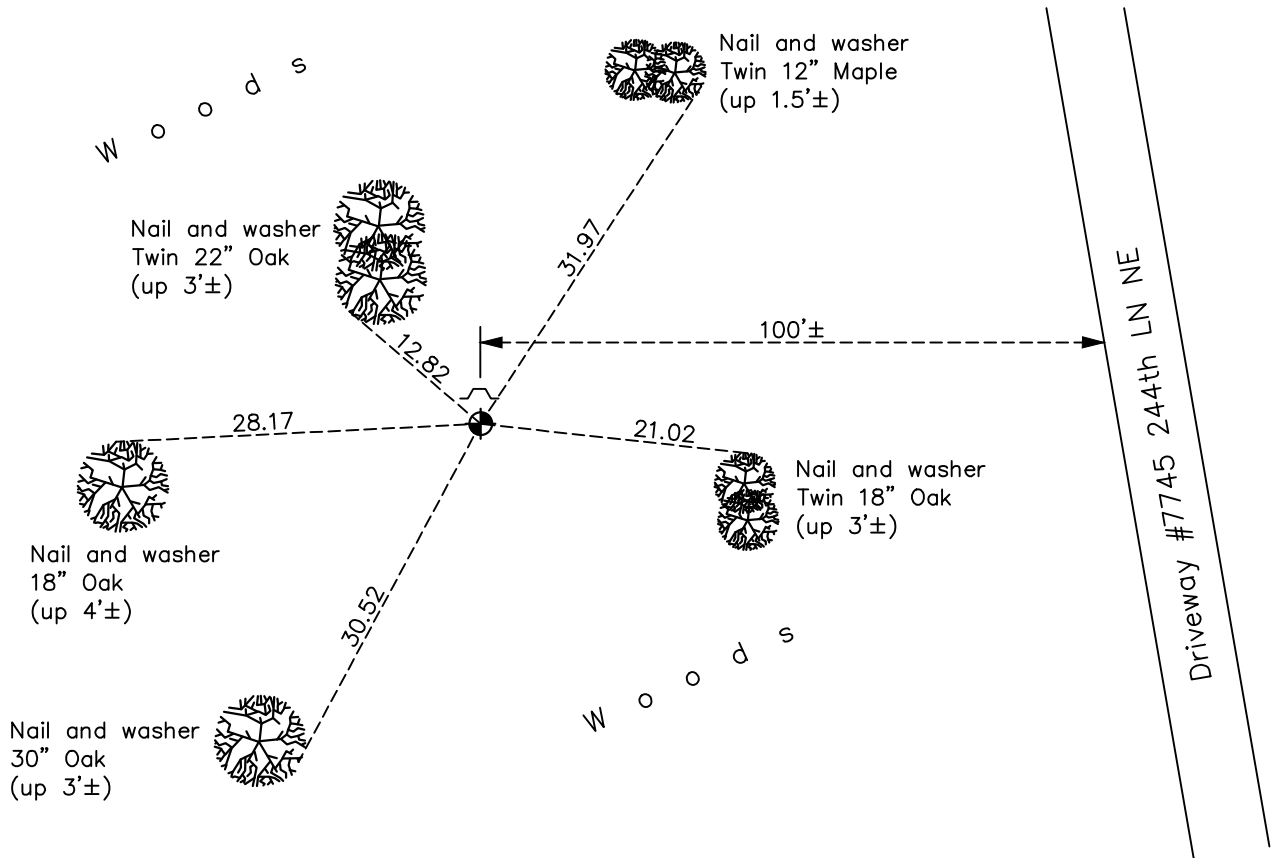 Nail and washer
Twin 12” Maple
(up 1.5'±)
Woods
Nail and washer
Twin 22” Oak
(up 3'±)
31.97
100'±
12.82
28.17
21.02
Nail and washer
Twin 18” Oak
(up 3'±)
Nail and washer
18” Oak
(up 4'±)
30.52
Woods
Nail and washer
30” Oak
(up 3'±)
Driveway #7745 244th LN NE